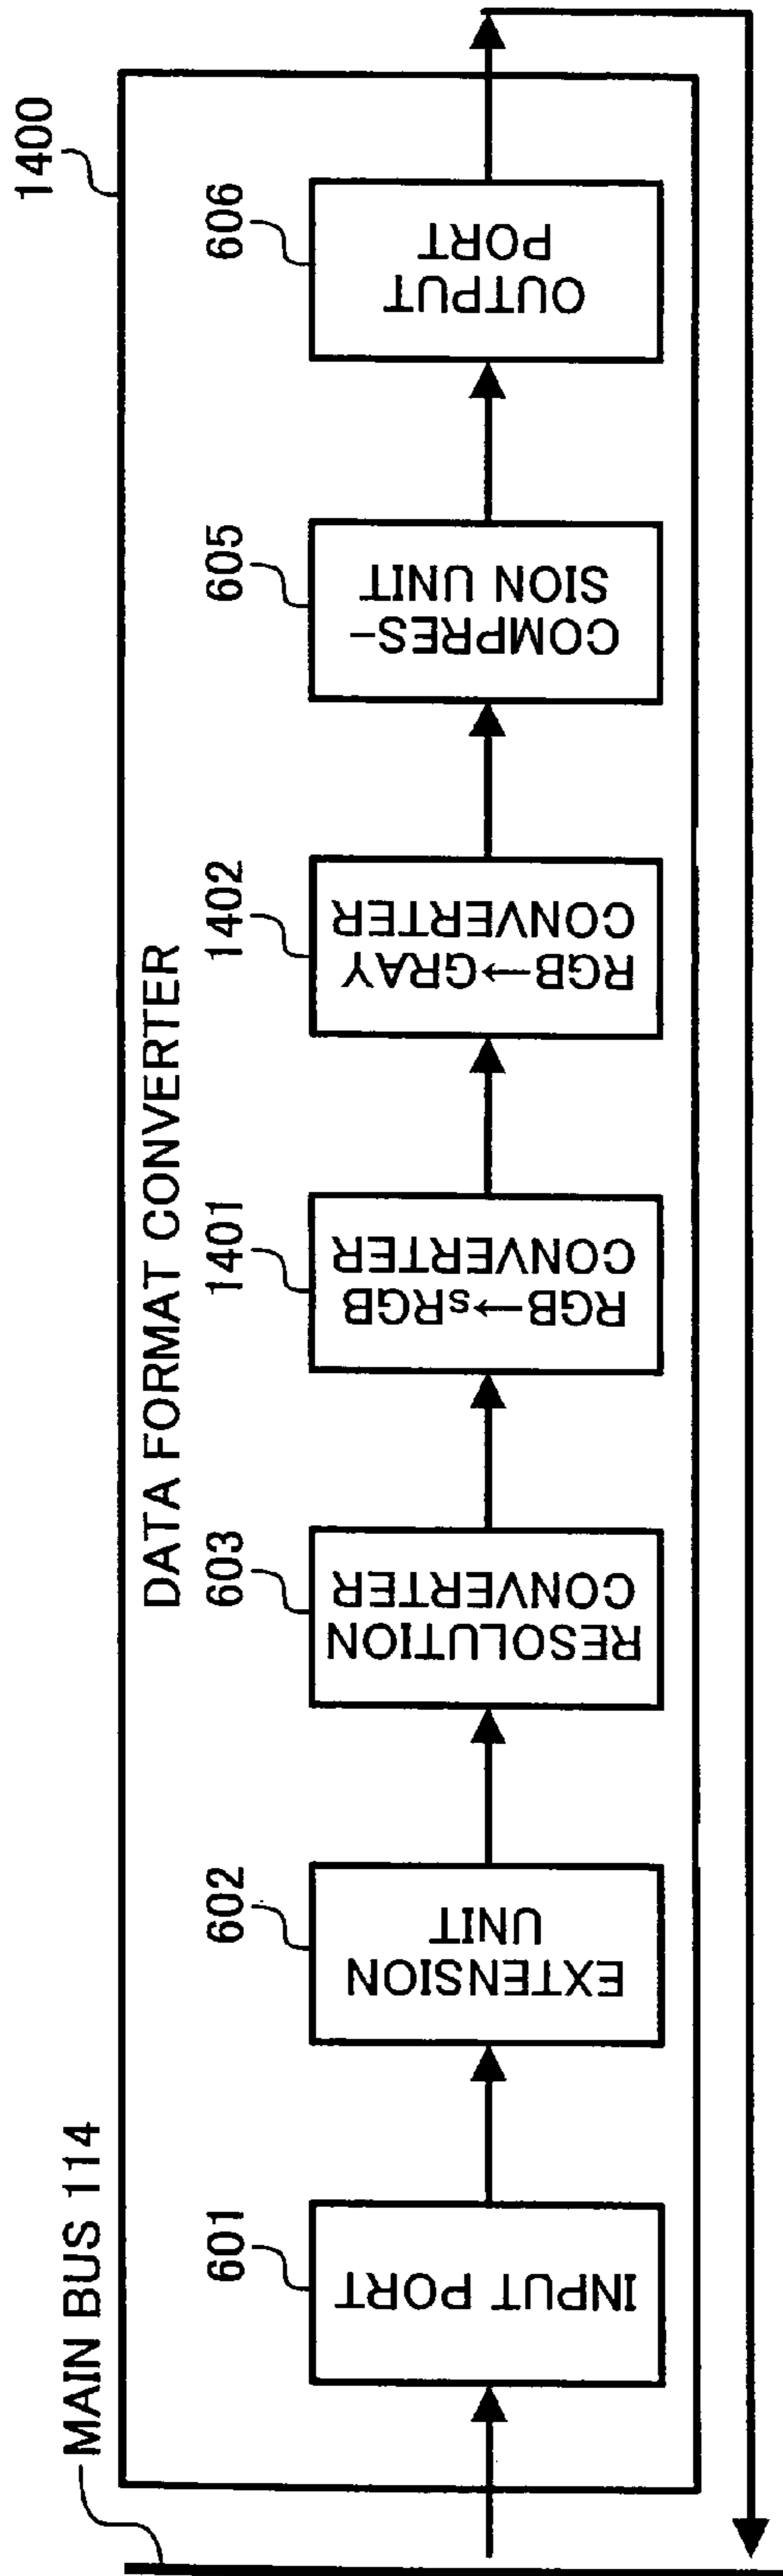 1400
DATA FORMAT CONVERTER
MAIN BUS 114
601
INPUT PORT
602
EXTENSION
UNIT
603
RESOLUTION
CONVERTER
1401
RGB→sRGB
CONVERTER
1402
RGB→GRAY
CONVERTER
605
COMPRES-
SION UNIT
606
OUTPUT
PORT